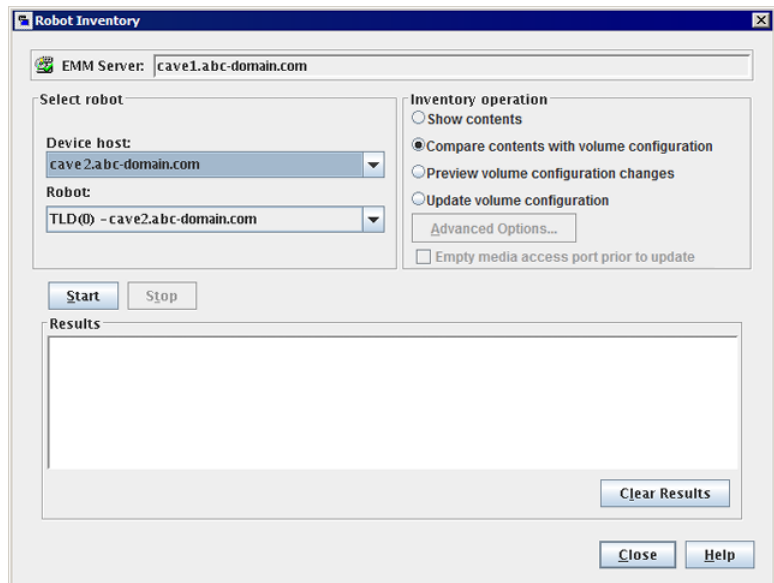 Robot Inventory
EMM Server: cave1.abc-domain.com
Select robot
Device host:
cave2.abc-domain.com
Robot:
TLD(0) - cave2.abc-domain.com
Inventory operation
Show contents
Compare contents with volume configuration
Preview volume configuration changes
Update volume configuration
Advanced Options...
Empty media access port prior to update
Start Stop
Results
Clear Results
Close Help